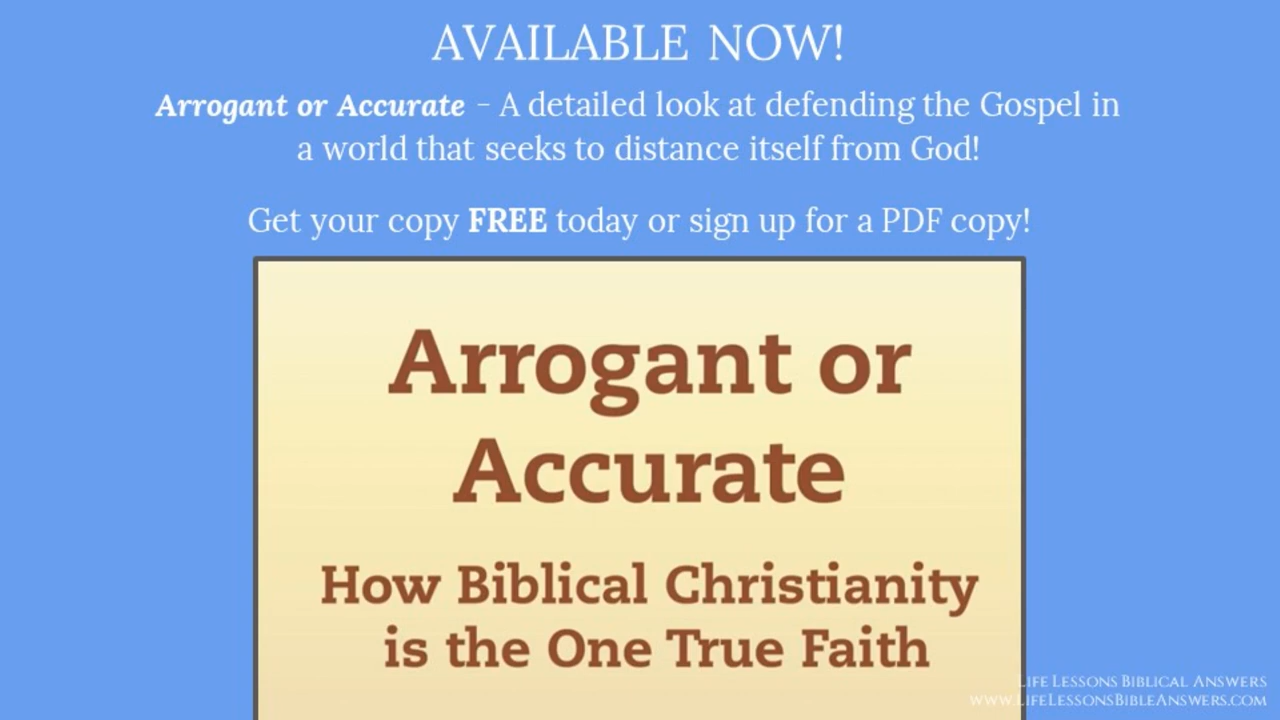 AVAILABLE NOW!
Arrogant or Accurate - A detailed look at defending the Gospel in
a world that seeks to distance itself from God!
Get your copy FREE today or sign up for a PDF copy!
Arrogant or
Accurate
How Biblical Christianity
is the One True Faith
Life Lessons Biblical Answers
www.LifeLessonsBibleAnswers.com